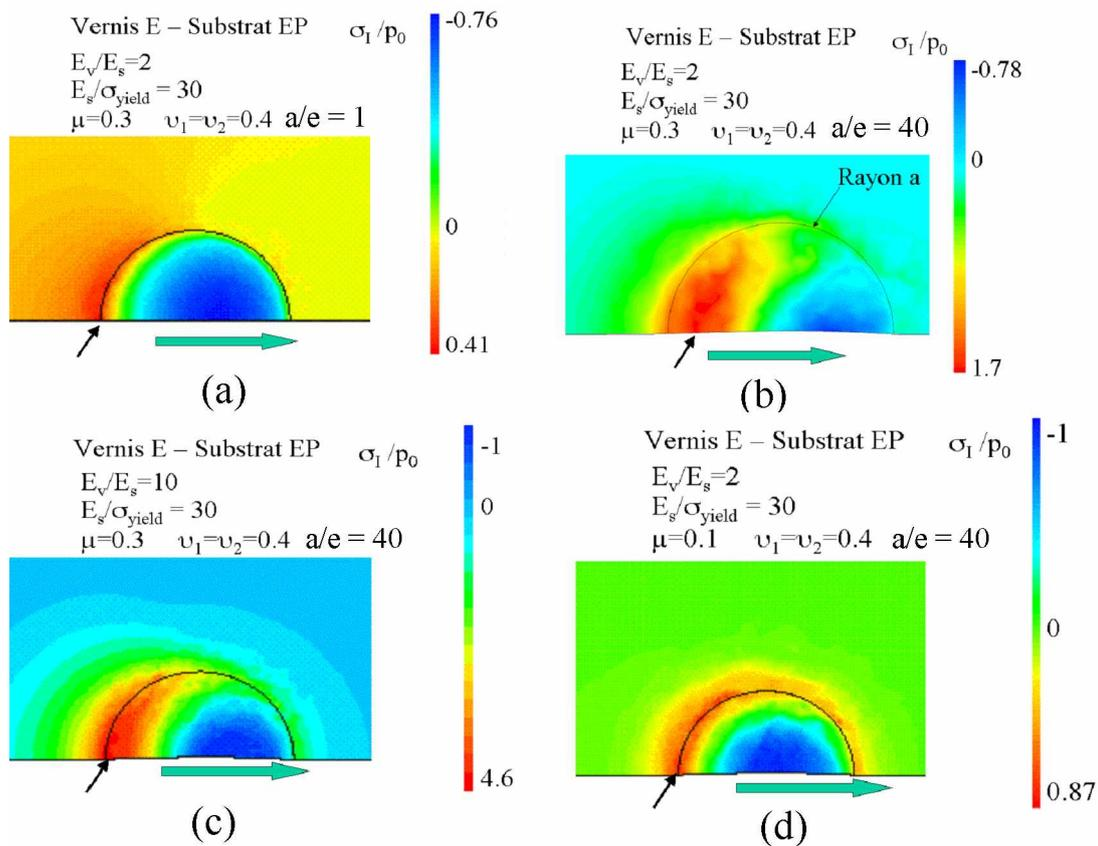 Vernis E – Substrat EP
σI/p0
-0.76
Ev/Es=2
Es/σyield = 30
μ=0.3 υ1=υ2=0.4 a/e = 1
0
0.41
(a)
Vernis E – Substrat EP
σI/p0
-0.78
Ev/Es=2
Es/σyield = 30
μ=0.3 υ1=υ2=0.4 a/e = 40
0
Rayon a
1.7
(b)
Vernis E – Substrat EP
σI/p0
-1
Ev/Es=10
0
Es/σyield = 30
μ=0.3 υ1=υ2=0.4 a/e = 40
4.6
(c)
Vernis E – Substrat EP
σI/p0
-1
Ev/Es=2
Es/σyield = 30
μ=0.1 υ1=υ2=0.4 a/e = 40
0
0.87
(d)